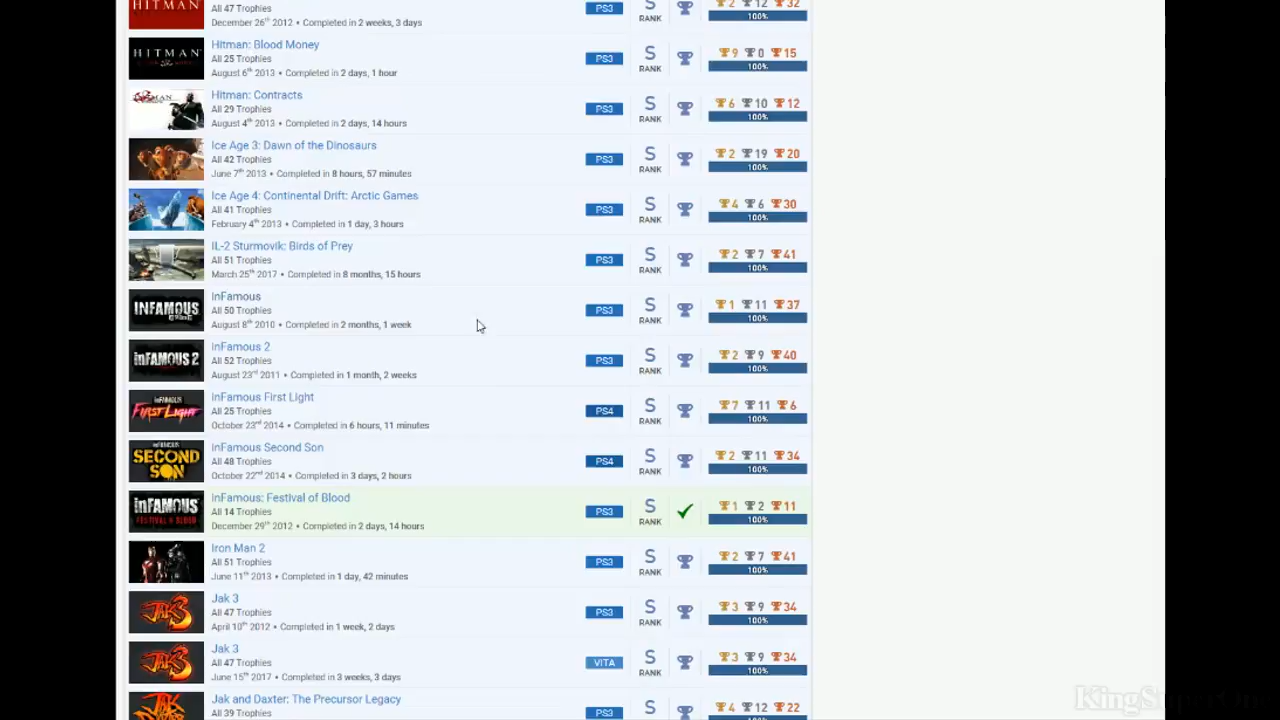 HITMAN
All 47 Trophies
December 26th 2012 • Completed in 2 weeks, 3 days
PS3
S
RANK
2 12 32
100%
HITMAN
Hitman: Blood Money
All 25 Trophies
August 6th 2013 • Completed in 2 days, 1 hour
PS3
S
RANK
9 0 15
100%
Hitman: Contracts
All 29 Trophies
August 4th 2013 • Completed in 2 days, 14 hours
PS3
S
RANK
6 10 12
100%
Ice Age 3: Dawn of the Dinosaurs
All 42 Trophies
June 7th 2013 • Completed in 8 hours, 57 minutes
PS3
S
RANK
2 19 20
100%
Ice Age 4: Continental Drift: Arctic Games
All 41 Trophies
February 4th 2013 • Completed in 1 day, 3 hours
PS3
S
RANK
4 6 30
100%
IL-2 Sturmovik: Birds of Prey
All 51 Trophies
March 25th 2017 • Completed in 8 months, 15 hours
PS3
S
RANK
2 7 41
100%
INFAMOUS
InFamous
All 50 Trophies
August 8th 2010 • Completed in 2 months, 1 week
PS3
S
RANK
1 11 37
100%
inFAMOUS 2
InFamous 2
All 52 Trophies
August 23rd 2011 • Completed in 1 month, 2 weeks
PS3
S
RANK
2 9 40
100%
inFAMOUS
FIRST LIGHT
InFamous First Light
All 25 Trophies
October 23rd 2014 • Completed in 6 hours, 11 minutes
PS4
S
RANK
7 11 6
100%
inFAMOUS
SECOND
SON
InFamous Second Son
All 48 Trophies
October 22nd 2014 • Completed in 3 days, 2 hours
PS4
S
RANK
2 11 34
100%
inFAMOUS
FESTIVAL OF BLOOD
InFamous: Festival of Blood
All 14 Trophies
December 29th 2012 • Completed in 2 days, 14 hours
PS3
S
RANK
1 2 11
100%
Iron Man 2
All 51 Trophies
June 11th 2013 • Completed in 1 day, 42 minutes
PS3
S
RANK
2 7 41
100%
JAK 3
Jak 3
All 47 Trophies
April 10th 2012 • Completed in 1 week, 2 days
PS3
S
RANK
3 9 34
100%
JAK 3
Jak 3
All 47 Trophies
June 15th 2017 • Completed in 3 weeks, 3 days
VITA
S
RANK
3 9 34
100%
JAK
Jak and Daxter: The Precursor Legacy
All 39 Trophies
PS3
S
4 12 22